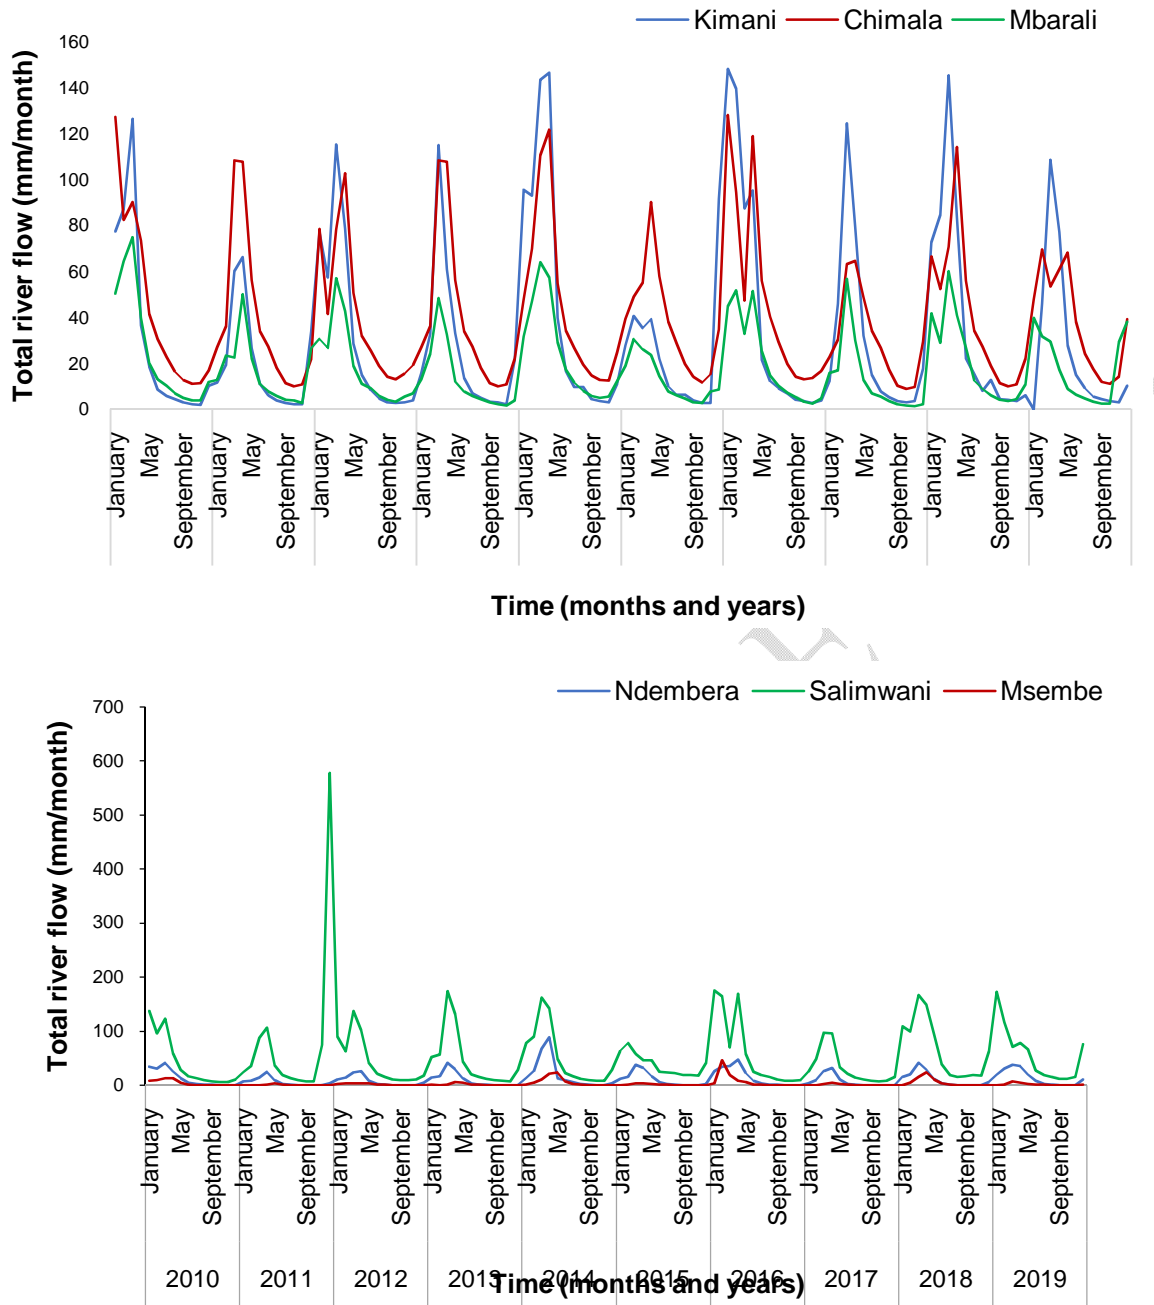 Kimani Chimala Mbarali
Total river flow (mm/month)
160
140
120
100
80
60
40
20
0
January May September January May September January May September January May September January May September January May September January May September January May September January May September January May September
Time (months and years)
Ndembera Salimwani Msembe
Total river flow (mm/month)
700
600
500
400
300
200
100
0
January May September January May September January May September January May September January May September January May September January May September January May September January May September January May September
2010 2011 2012 2013 2014 2015 2016 2017 2018 2019
Time (months and years)